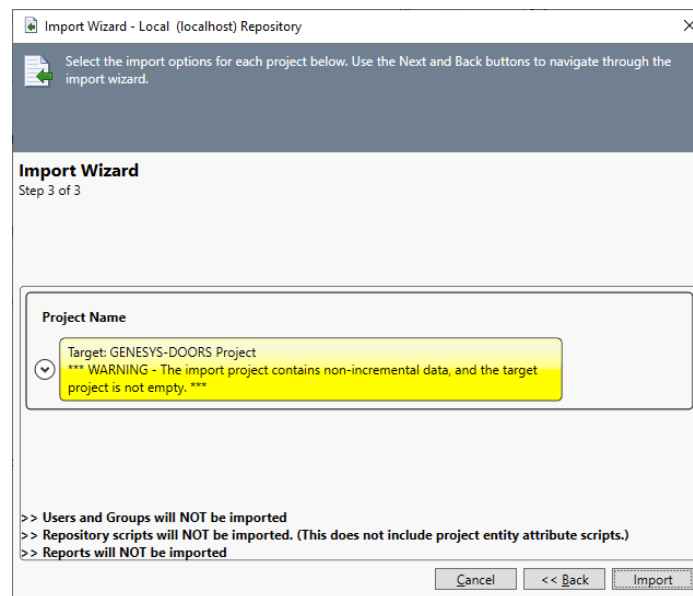 Import Wizard - Local  (localhost) Repository
Select the import options for each project below. Use the Next and Back buttons to navigate through the
import wizard.
Import Wizard
Step 3 of 3
Project Name
Target: GENESYS-DOORS Project
*** WARNING - The import project contains non-incremental data, and the target
project is not empty. ***
>> Users and Groups will NOT be imported
>> Repository scripts will NOT be imported. (This does not include project entity attribute scripts.)
>> Reports will NOT be imported
Cancel
<< Back
Import